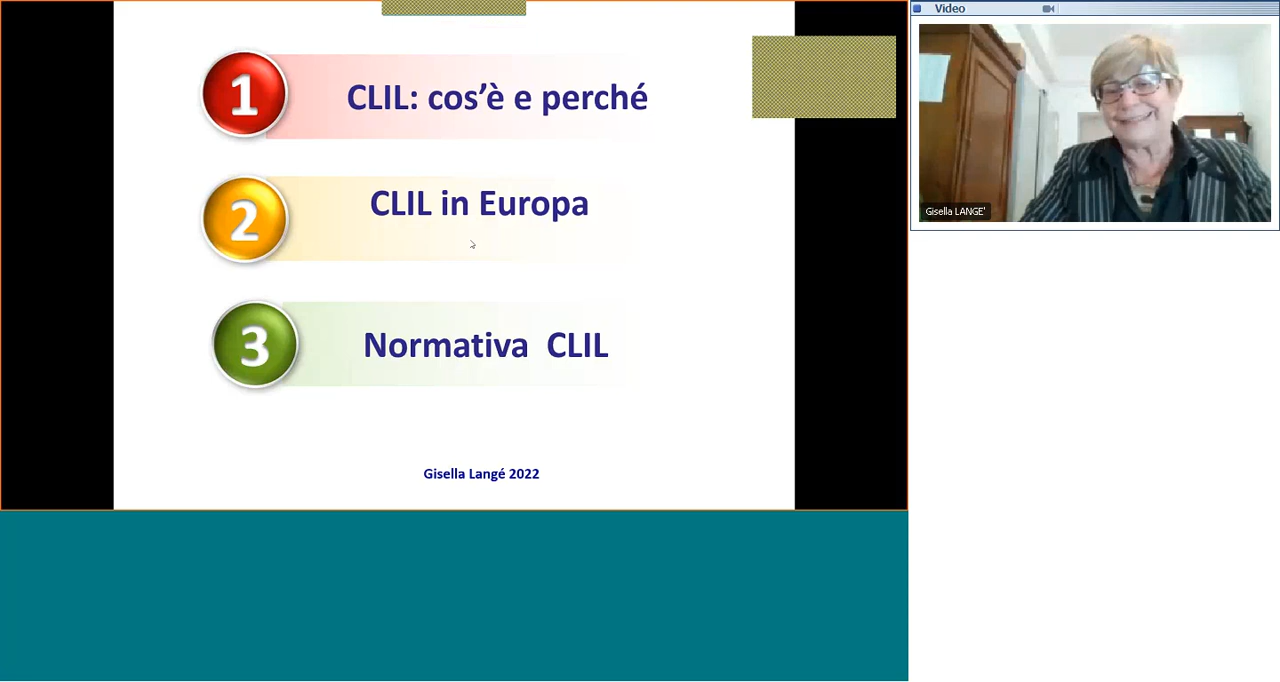 1 CLIL: cos’è e perché
2 CLIL in Europa
3 Normativa CLIL
Gisella Langé 2022
Video
Gisella LANGE'